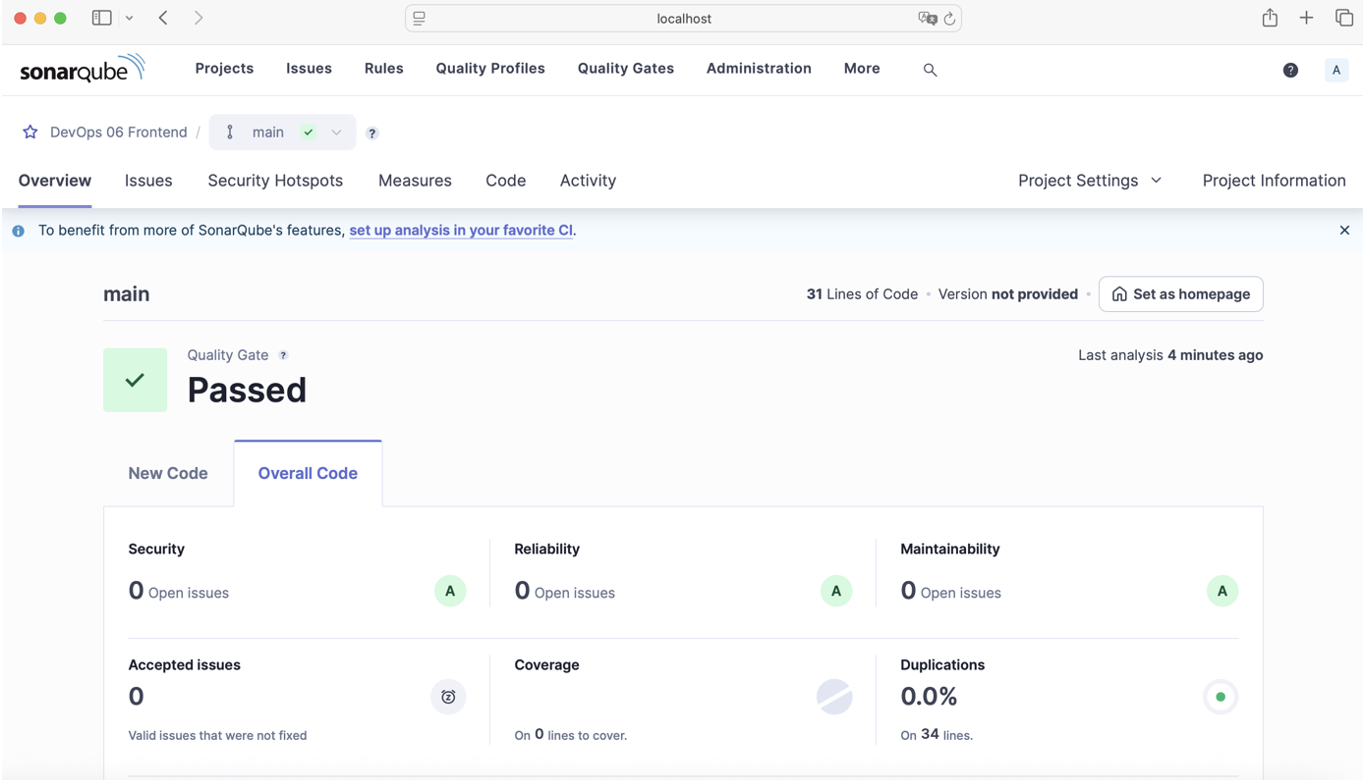 localhost
sonarqube
Projects Issues Rules Quality Profiles Quality Gates Administration More ? A
DevOps 06 Frontend / main ?
Overview Issues Security Hotspots Measures Code Activity Project Settings Project Information
To benefit from more of SonarQube's features, set up analysis in your favorite CI.
main 31 Lines of Code • Version not provided • Set as homepage
Quality Gate ? Last analysis 4 minutes ago
Passed
New Code Overall Code
Security Reliability Maintainability
0 Open issues A 0 Open issues A 0 Open issues A
Accepted issues Coverage Duplications
0 0.0%
Valid issues that were not fixed On 0 lines to cover. On 34 lines.